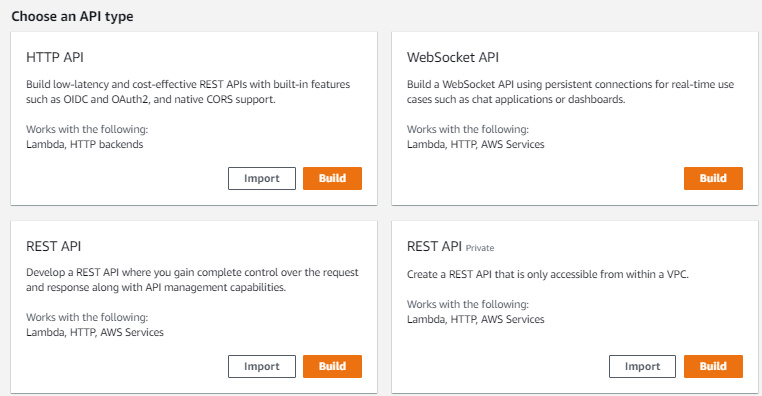 Choose an API type
HTTP API
Build low-latency and cost-effective REST APIs with built-in features
such as OIDC and OAuth2, and native CORS support.
Works with the following:
Lambda, HTTP backends
Import
Build
WebSocket API
Build a WebSocket API using persistent connections for real-time use
cases such as chat applications or dashboards.
Works with the following:
Lambda, HTTP, AWS Services
Build
REST API
Develop a REST API where you gain complete control over the request
and response along with API management capabilities.
Works with the following:
Lambda, HTTP, AWS Services
Import
Build
REST API Private
Create a REST API that is only accessible from within a VPC.
Works with the following:
Lambda, HTTP, AWS Services
Import
Build